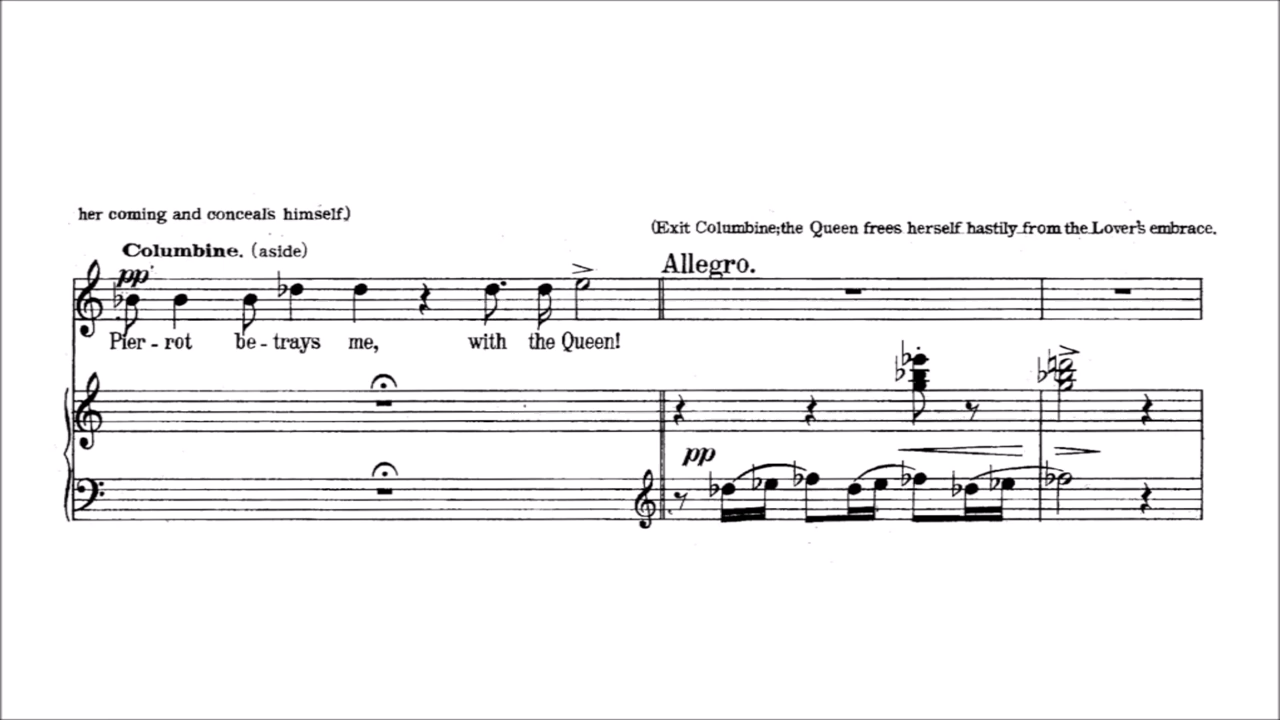 her coming and conceals himself.)
(Exit Columbine; the Queen frees herself hastily from the Lover's embrace.
Columbine. (aside)
Allegro.
pp
Pier - rot be - trays me, with the Queen!
pp